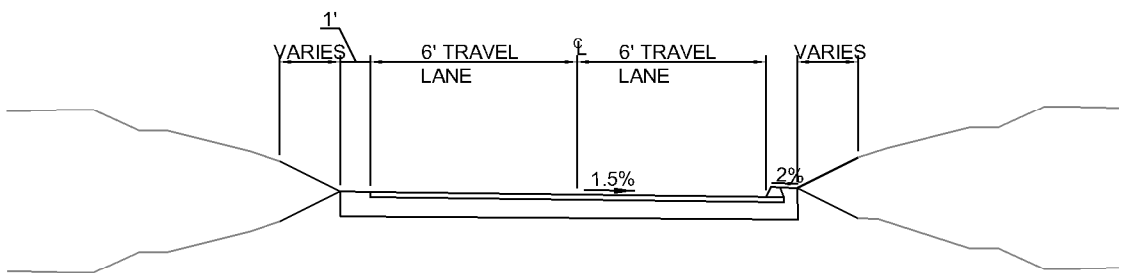 1'
VARIES
6' TRAVEL
LANE
℄
6' TRAVEL
LANE
VARIES
1.5%
2%